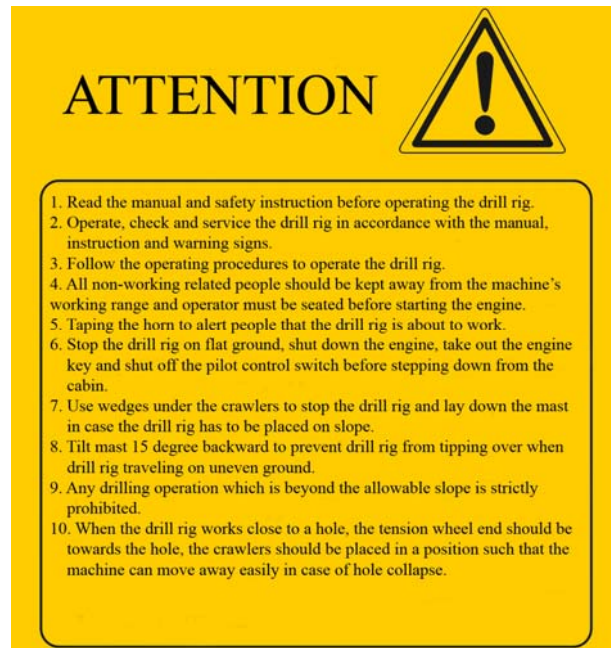 ATTENTION
1. Read the manual and safety instruction before operating the drill rig.
2. Operate, check and service the drill rig in accordance with the manual,
instruction and warning signs.
3. Follow the operating procedures to operate the drill rig.
4. All non-working related people should be kept away from the machine's
working range and operator must be seated before starting the engine.
5. Taping the horn to alert people that the drill rig is about to work.
6. Stop the drill rig on flat ground, shut down the engine, take out the engine
key and shut off the pilot control switch before stepping down from the
cabin.
7. Use wedges under the crawlers to stop the drill rig and lay down the mast
in case the drill rig has to be placed on slope.
8. Tilt mast 15 degree backward to prevent drill rig from tipping over when
drill rig traveling on uneven ground.
9. Any drilling operation which is beyond the allowable slope is strictly
prohibited.
10. When the drill rig works close to a hole, the tension wheel end should be
towards the hole, the crawlers should be placed in a position such that the
machine can move away easily in case of hole collapse.